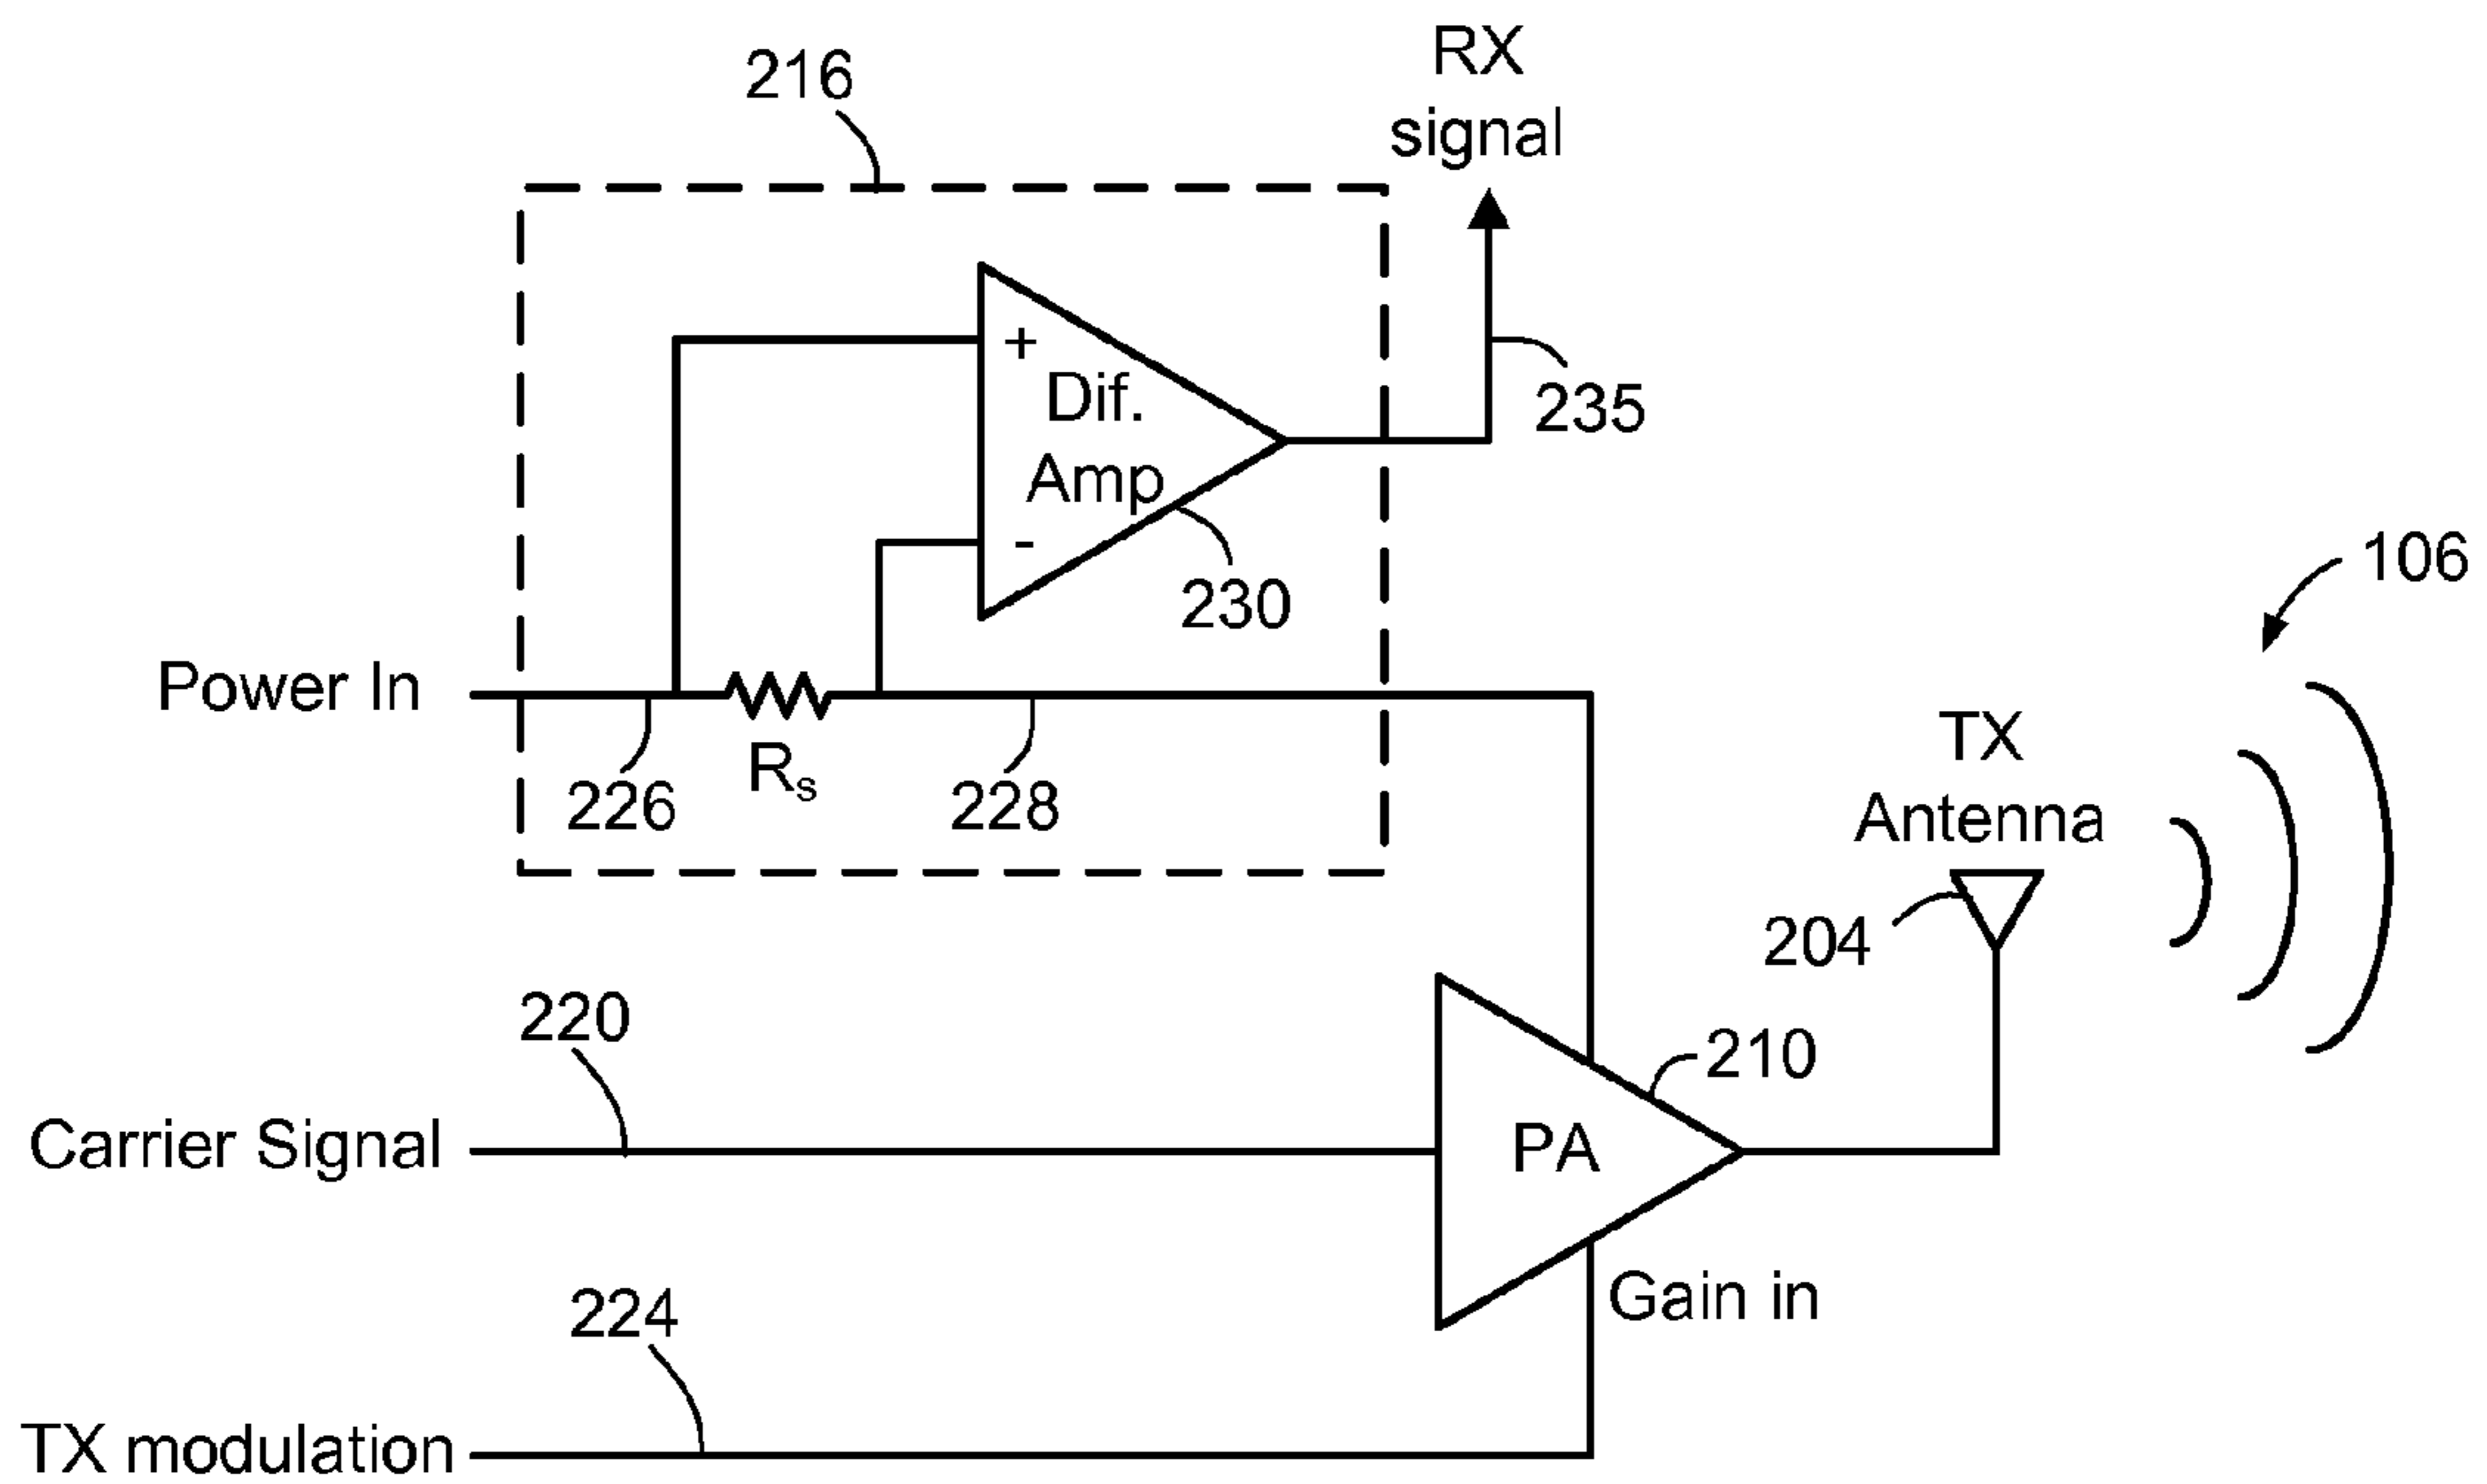 RX
signal
216
+
Dif.
Amp
-
235
230
106
Power In
226
Rs
228
TX
Antenna
204
220
210
Carrier Signal
PA
Gain in
224
TX modulation